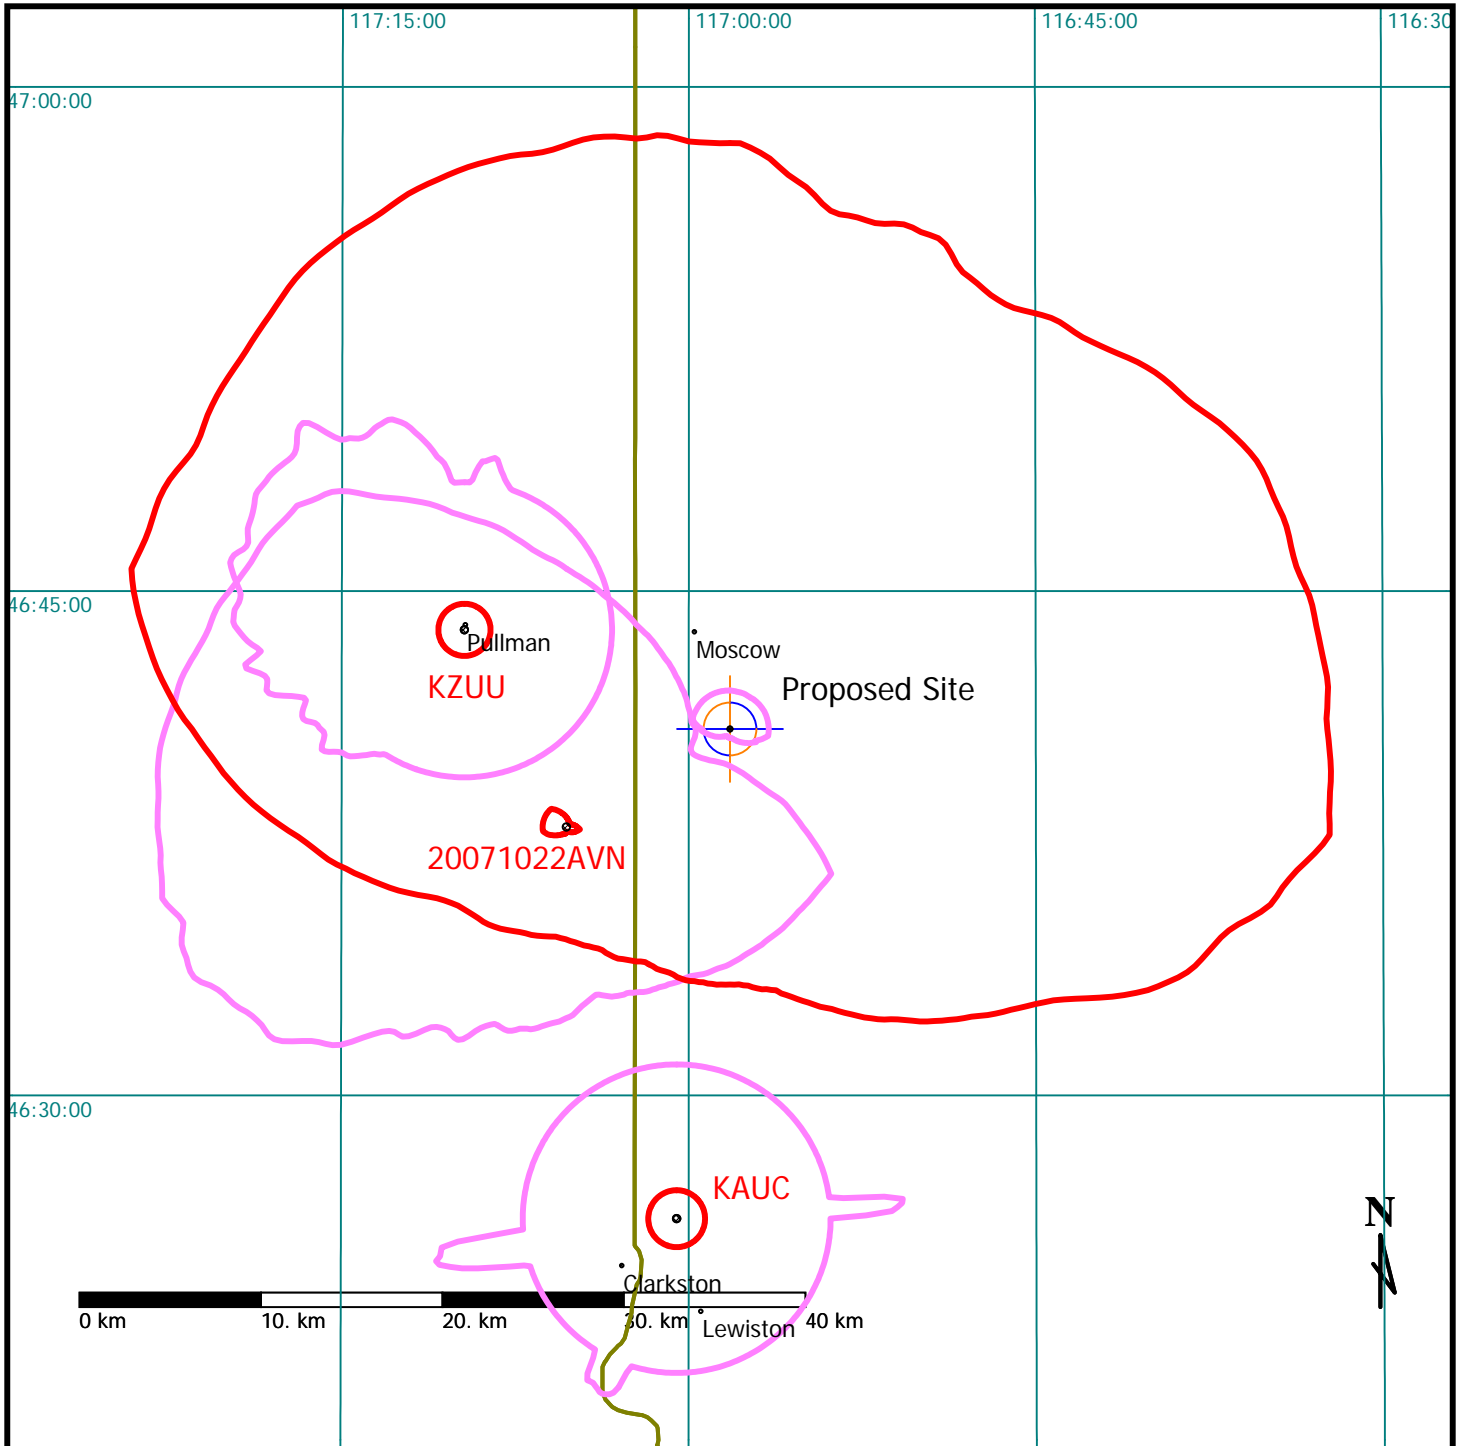 117:15:00
117:00:00
116:45:00
116:30
47:00:00
46:45:00
Pullman
Moscow
KZUU
Proposed Site
20071022AVN
46:30:00
KAUC
N
Clarkston
0 km
10. km
20. km
30. km
40 km
Lewiston